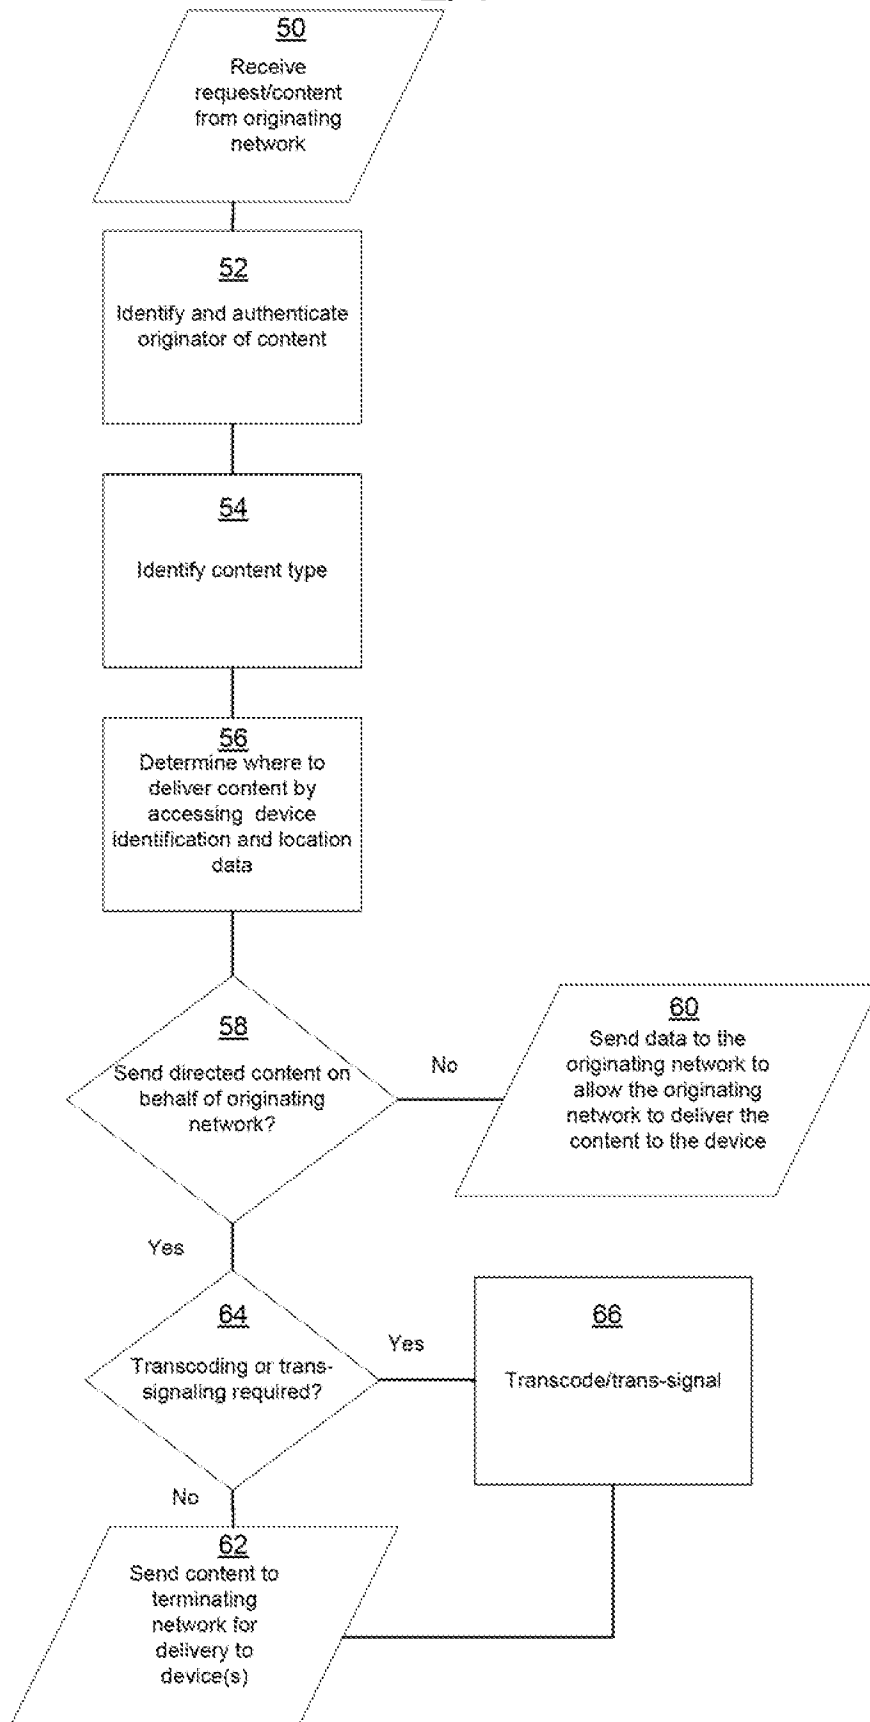 50
Receive
request/content
from originating
network
52
Identify and authenticate
originator of content
54
Identify content type
56
Determine where to
deliver content by
accessing device
identification and location
data
58
Send directed content on
behalf of originating
network?
No
60
Send data to the
originating network to
allow the originating
network to deliver the
content to the device
Yes
64
Transcoding or trans-
signaling required?
Yes
66
Transcode/trans-signal
No
62
Send content to
terminating
network for
delivery to
device(s)